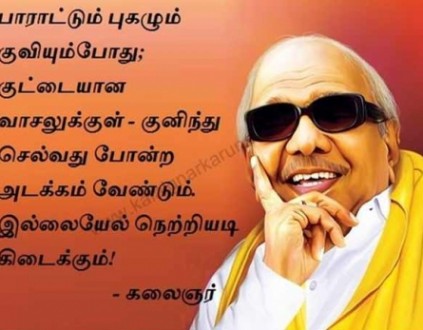 பாராட்டும் புகழும்
குவியும்போது;
குட்டையான
வாசலுக்குள் - குனிந்து
செல்வது போன்ற
அடக்கம் வேண்டும்.
இல்லையேல் நெற்றியடி
கிடைக்கும்!
- கலைஞர்